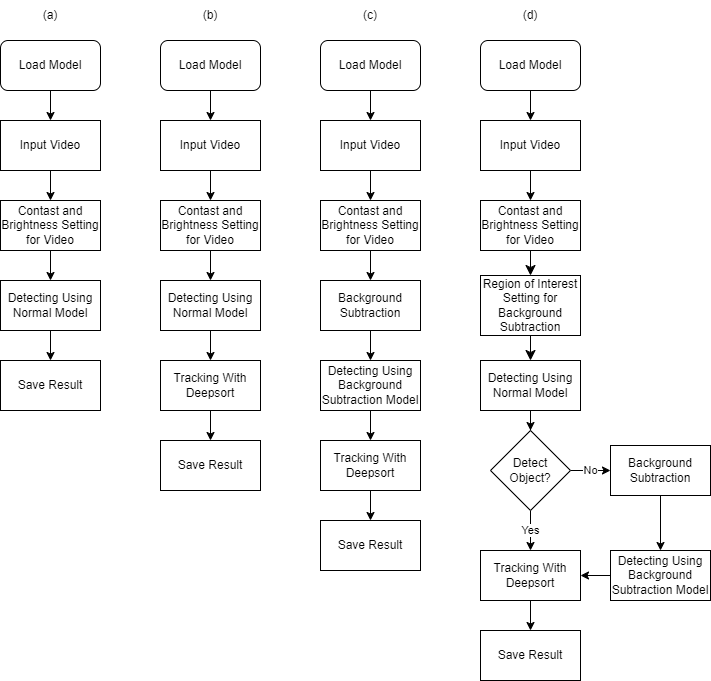 (a)
Load Model
Input Video
Contast and
Brightness Setting
for Video
Detecting Using
Normal Model
Save Result
(b)
Load Model
Input Video
Contast and
Brightness Setting
for Video
Detecting Using
Normal Model
Tracking With
Deepsort
Save Result
(c)
Load Model
Input Video
Contast and
Brightness Setting
for Video
Background
Subtraction
Detecting Using
Background
Subtraction Model
Tracking With
Deepsort
Save Result
(d)
Load Model
Input Video
Contast and
Brightness Setting
for Video
Region of Interest
Setting for
Background
Subtraction
Detecting Using
Normal Model
Detect
Object?
No
Background
Subtraction
Detecting Using
Background
Subtraction Model
Yes
Tracking With
Deepsort
Save Result